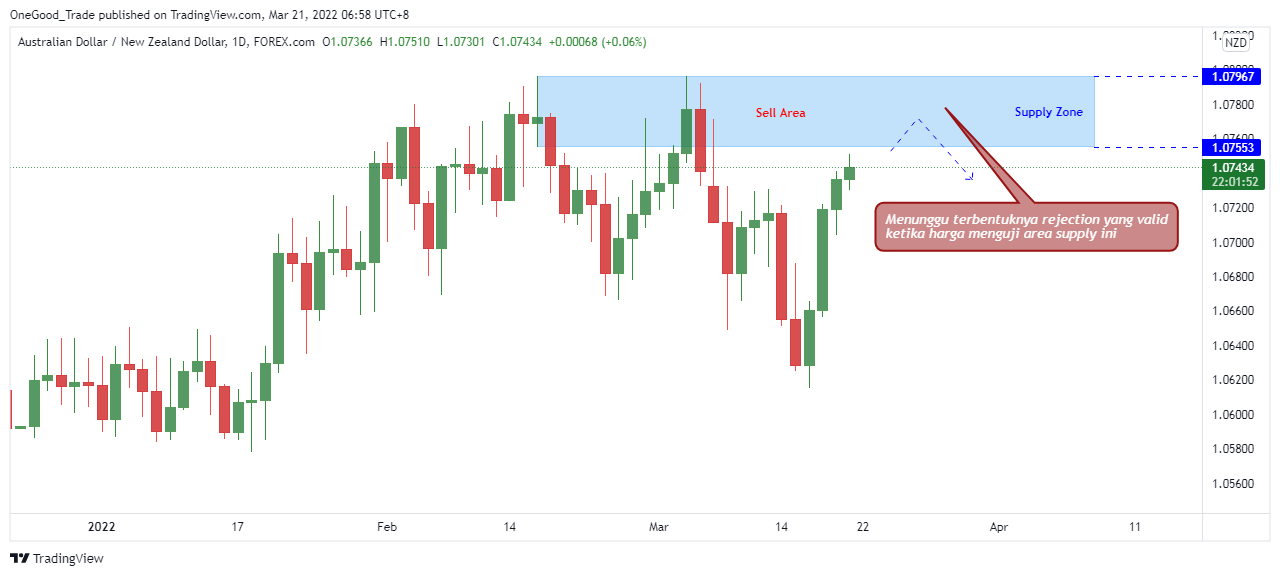 OneGood_Trade published on TradingView.com, Mar 21, 2022 06:58 UTC+8
Australian Dollar / New Zealand Dollar, 1D, FOREX.com O1.07366 H1.07510 L1.07301 C1.07434 +0.00068 (+0.06%)
NZD
1.07967
1.07800
Sell Area
Supply Zone
1.07600
1.07553
1.07434
22:01:52
1.07200
Menunggu terbentuknya rejection yang valid
ketika harga menguji area supply ini
1.07000
1.06800
1.06600
1.06400
1.06200
1.06000
1.05800
1.05600
2022 17 Feb 14 Mar 14 22 Apr 11
TradingView